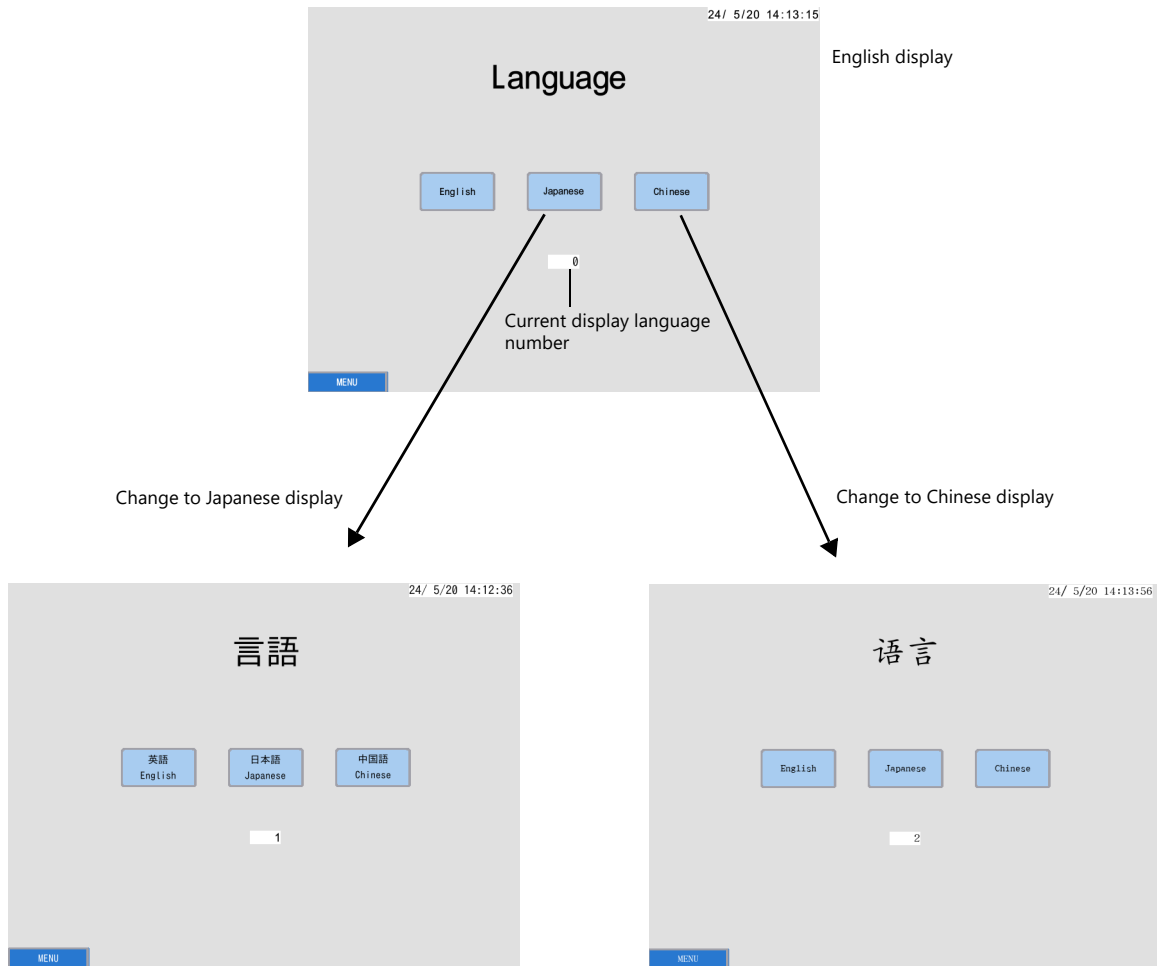 24/ 5/20 14:13:15
English display
Language
English
Japanese
Chinese
0
Current display language
number
MENU
Change to Japanese display
Change to Chinese display
24/ 5/20 14:12:36
言語
英語
English
日本語
Japanese
中国語
Chinese
1
MENU
24/ 5/20 14:13:56
语言
English
Japanese
Chinese
2
MENU